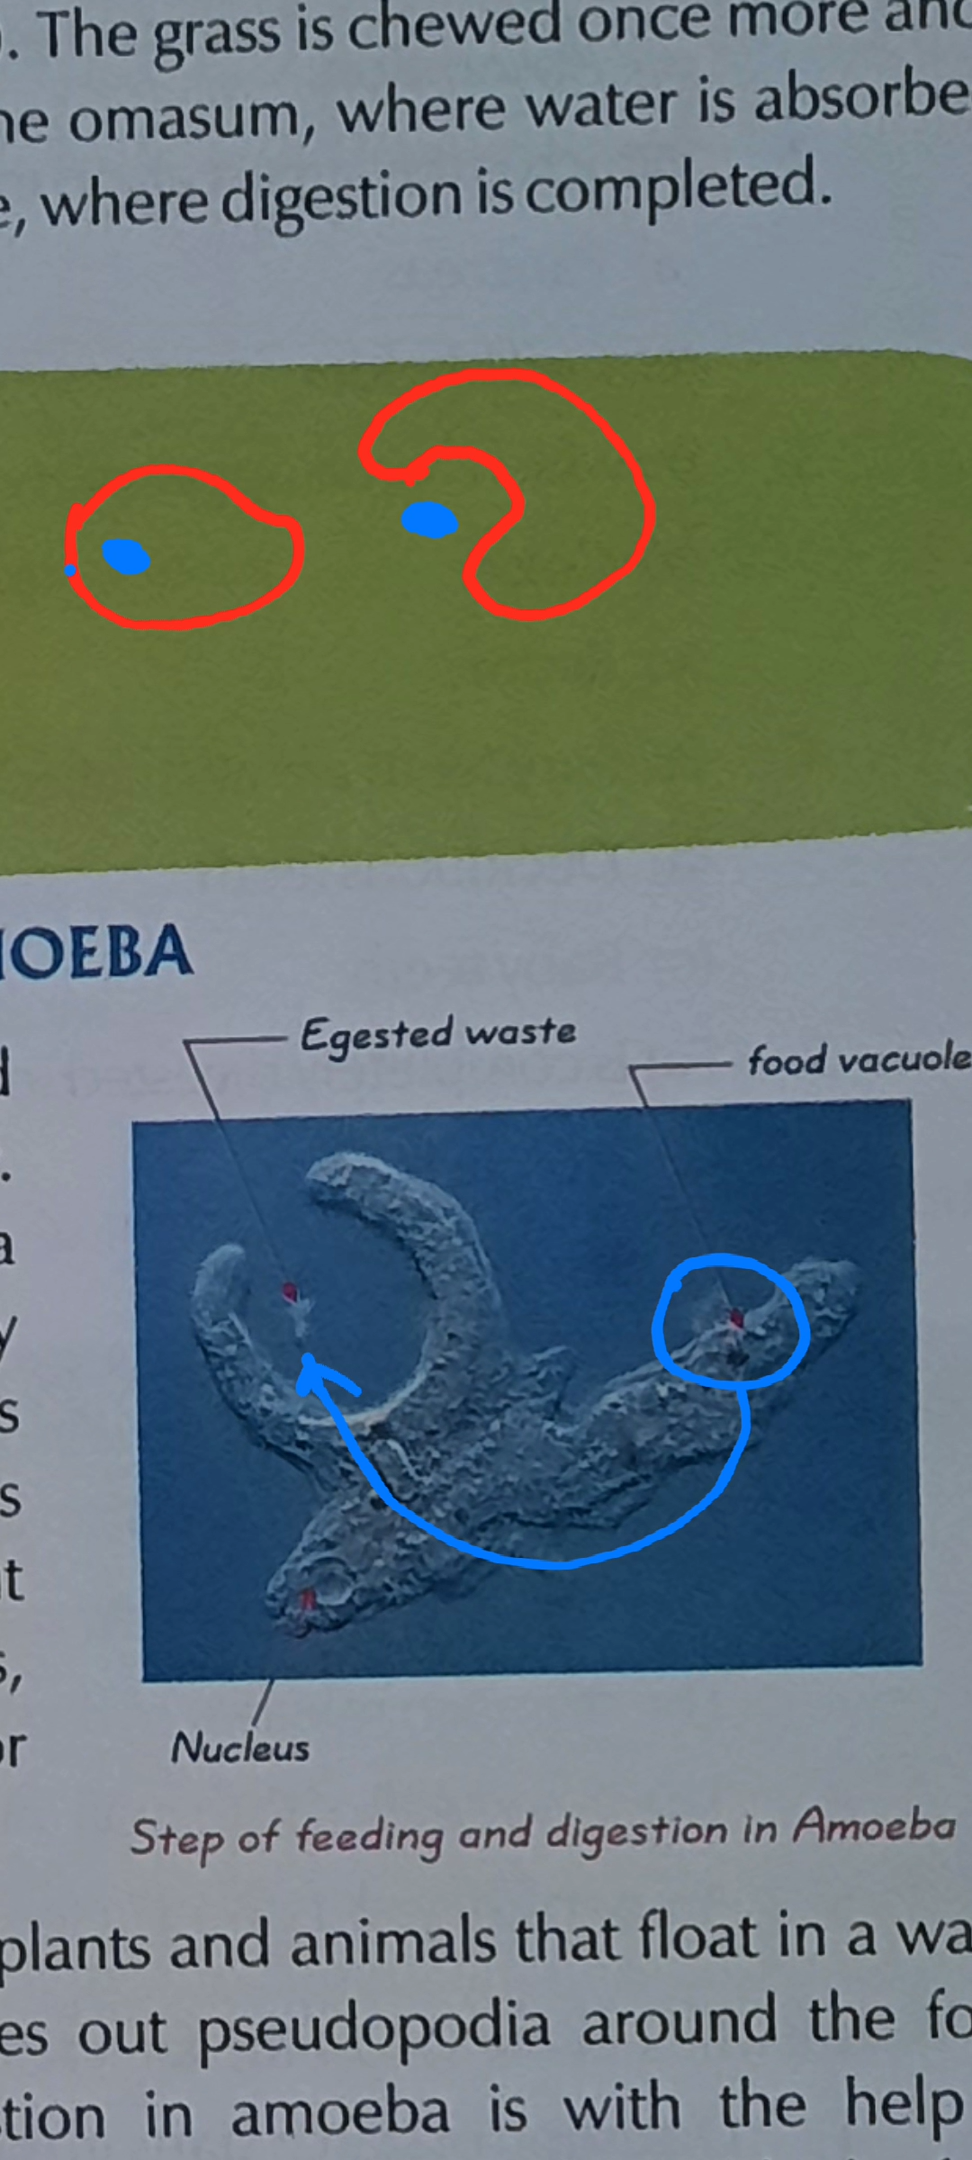 . The grass is chewed once more
omasum, where water is absorbe
, where digestion is completed.
OEBA
Egested waste
food vacuole
d
.
a
y
s
s
t
s,
or
Nucleus
Step of feeding and digestion in Amoeba
plants and animals that float in a wa
es out pseudopodia around the fo
tion in amoeba is with the help